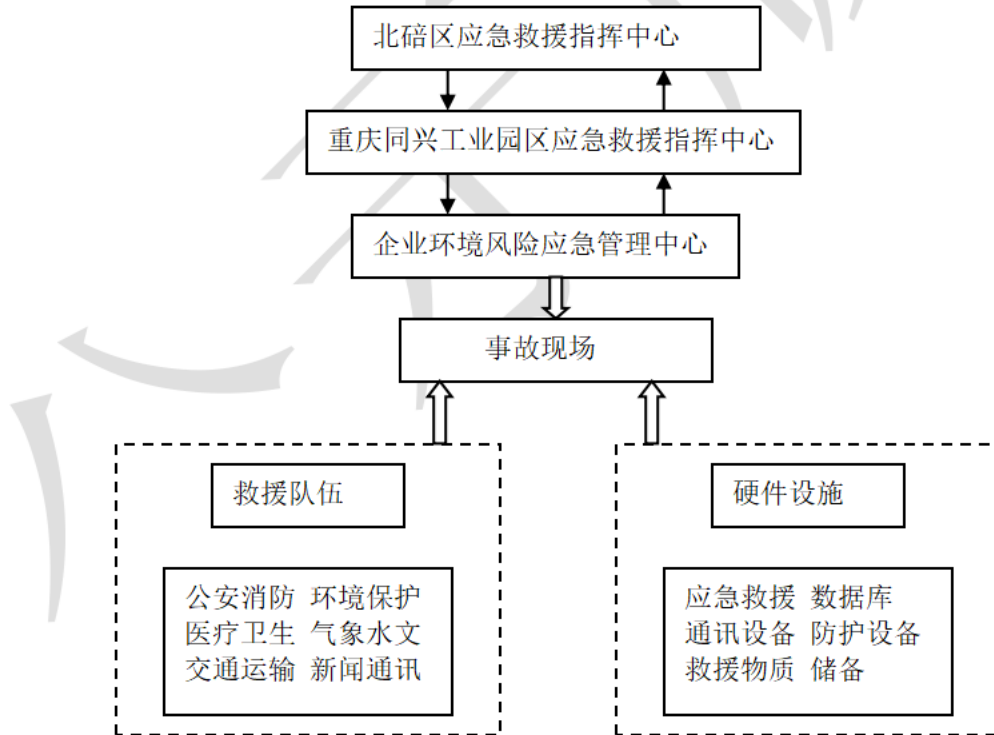 北碚区应急救援指挥中心
重庆同兴工业园区应急救援指挥中心
企业环境风险应急管理中心
事故现场
救援队伍
公安消防 环境保护
医疗卫生 气象水文
交通运输 新闻通讯
硬件设施
应急救援 数据库
通讯设备 防护设备
救援物质 储备